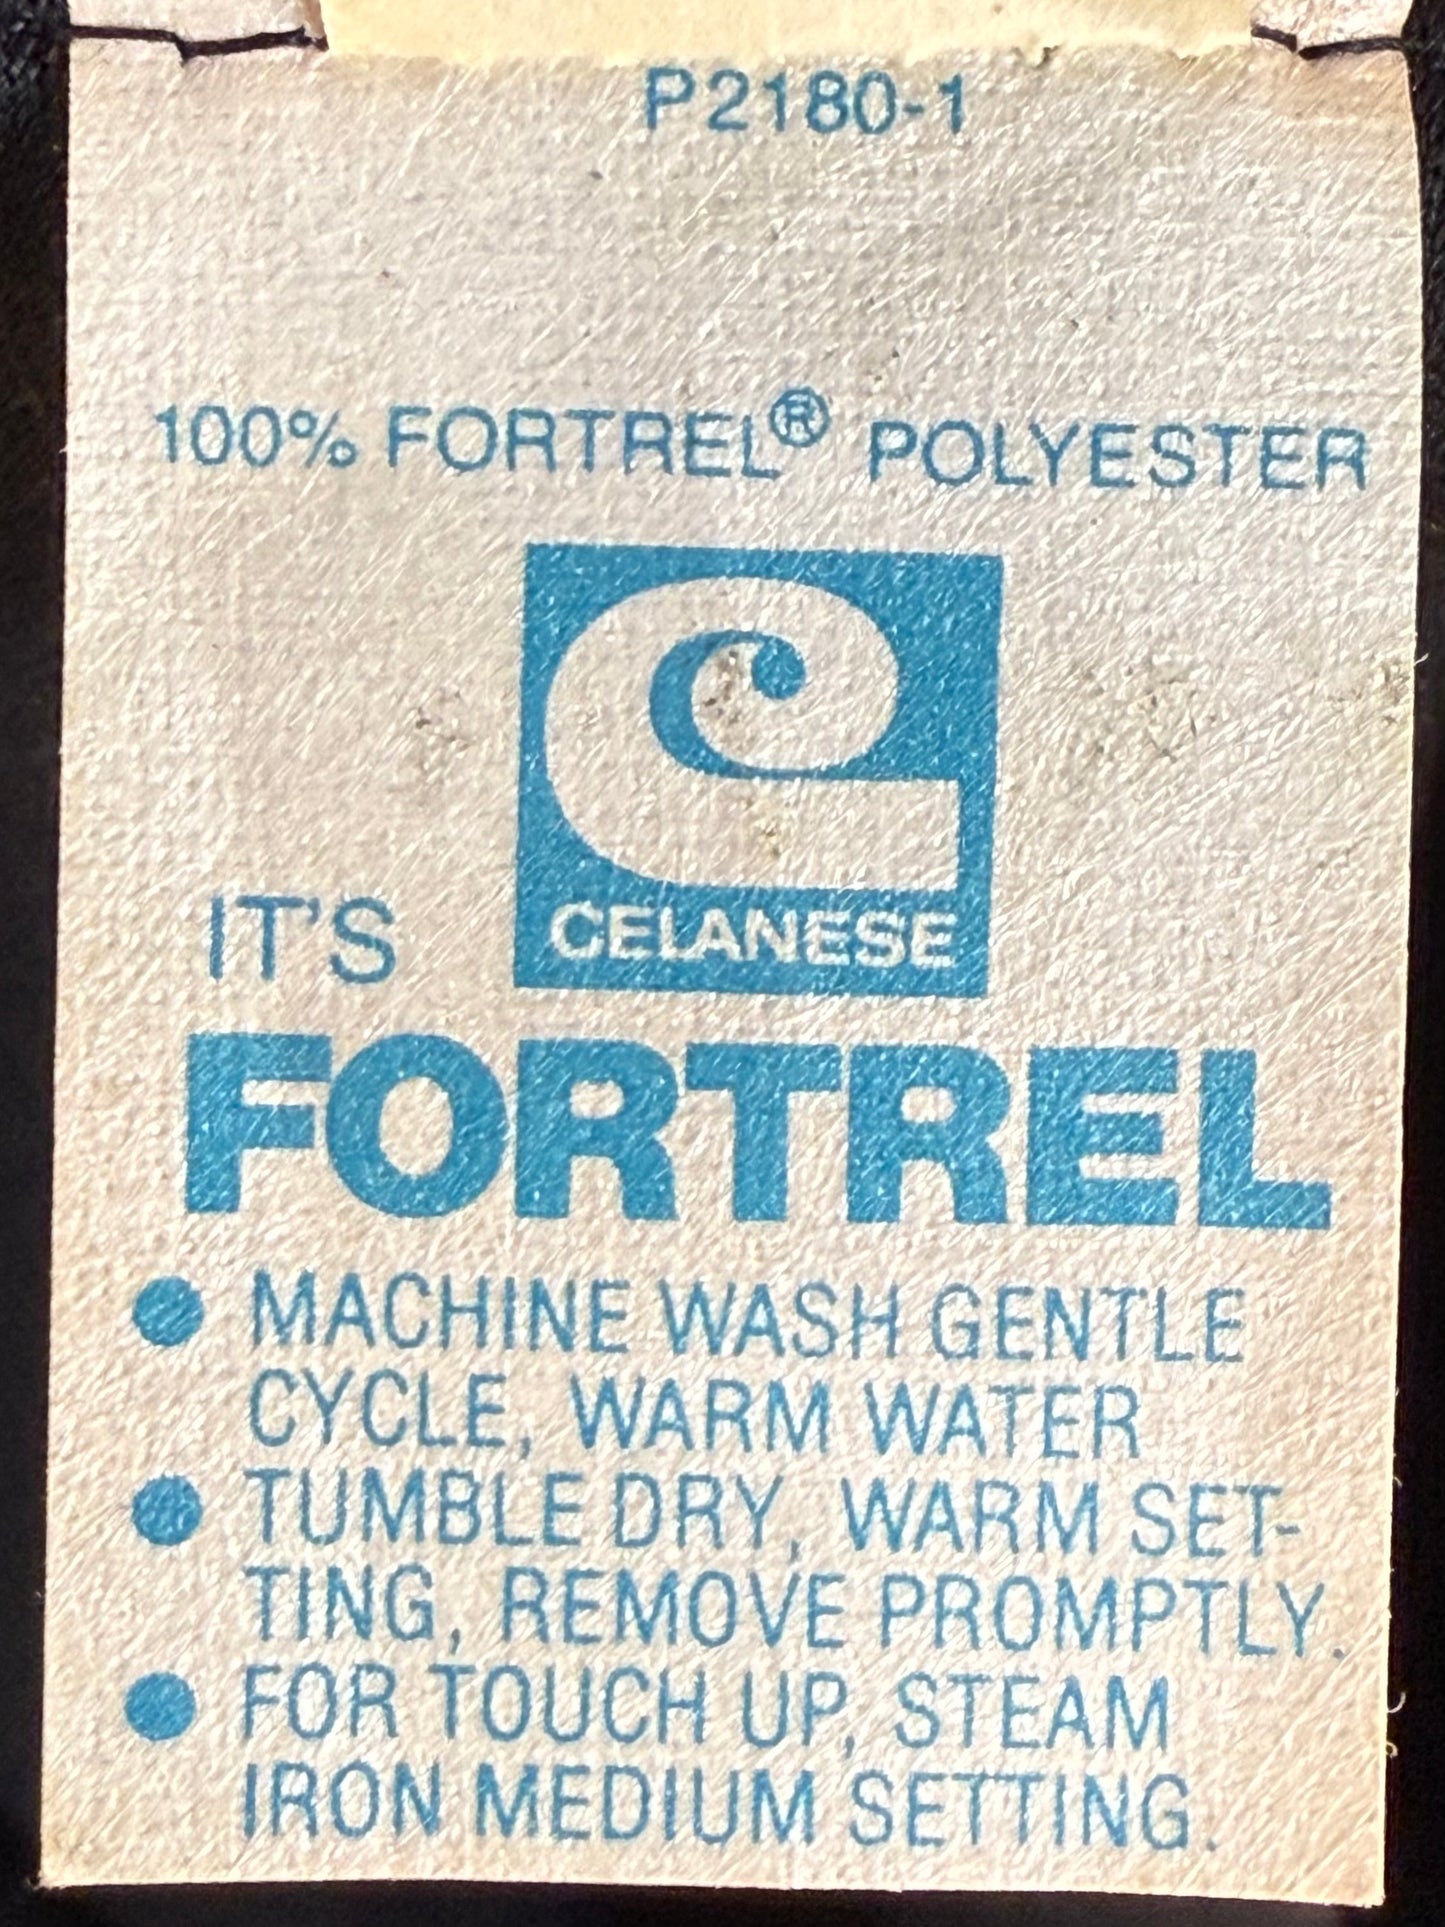 P2180-1
100% FORTREL® POLYESTER
CELANESE
IT'S
FORTREL
● MACHINE WASH GENTLE
CYCLE, WARM WATER
● TUMBLE DRY, WARM SET-
TING, REMOVE PROMPTLY.
● FOR TOUCH UP, STEAM
IRON MEDIUM SETTING.